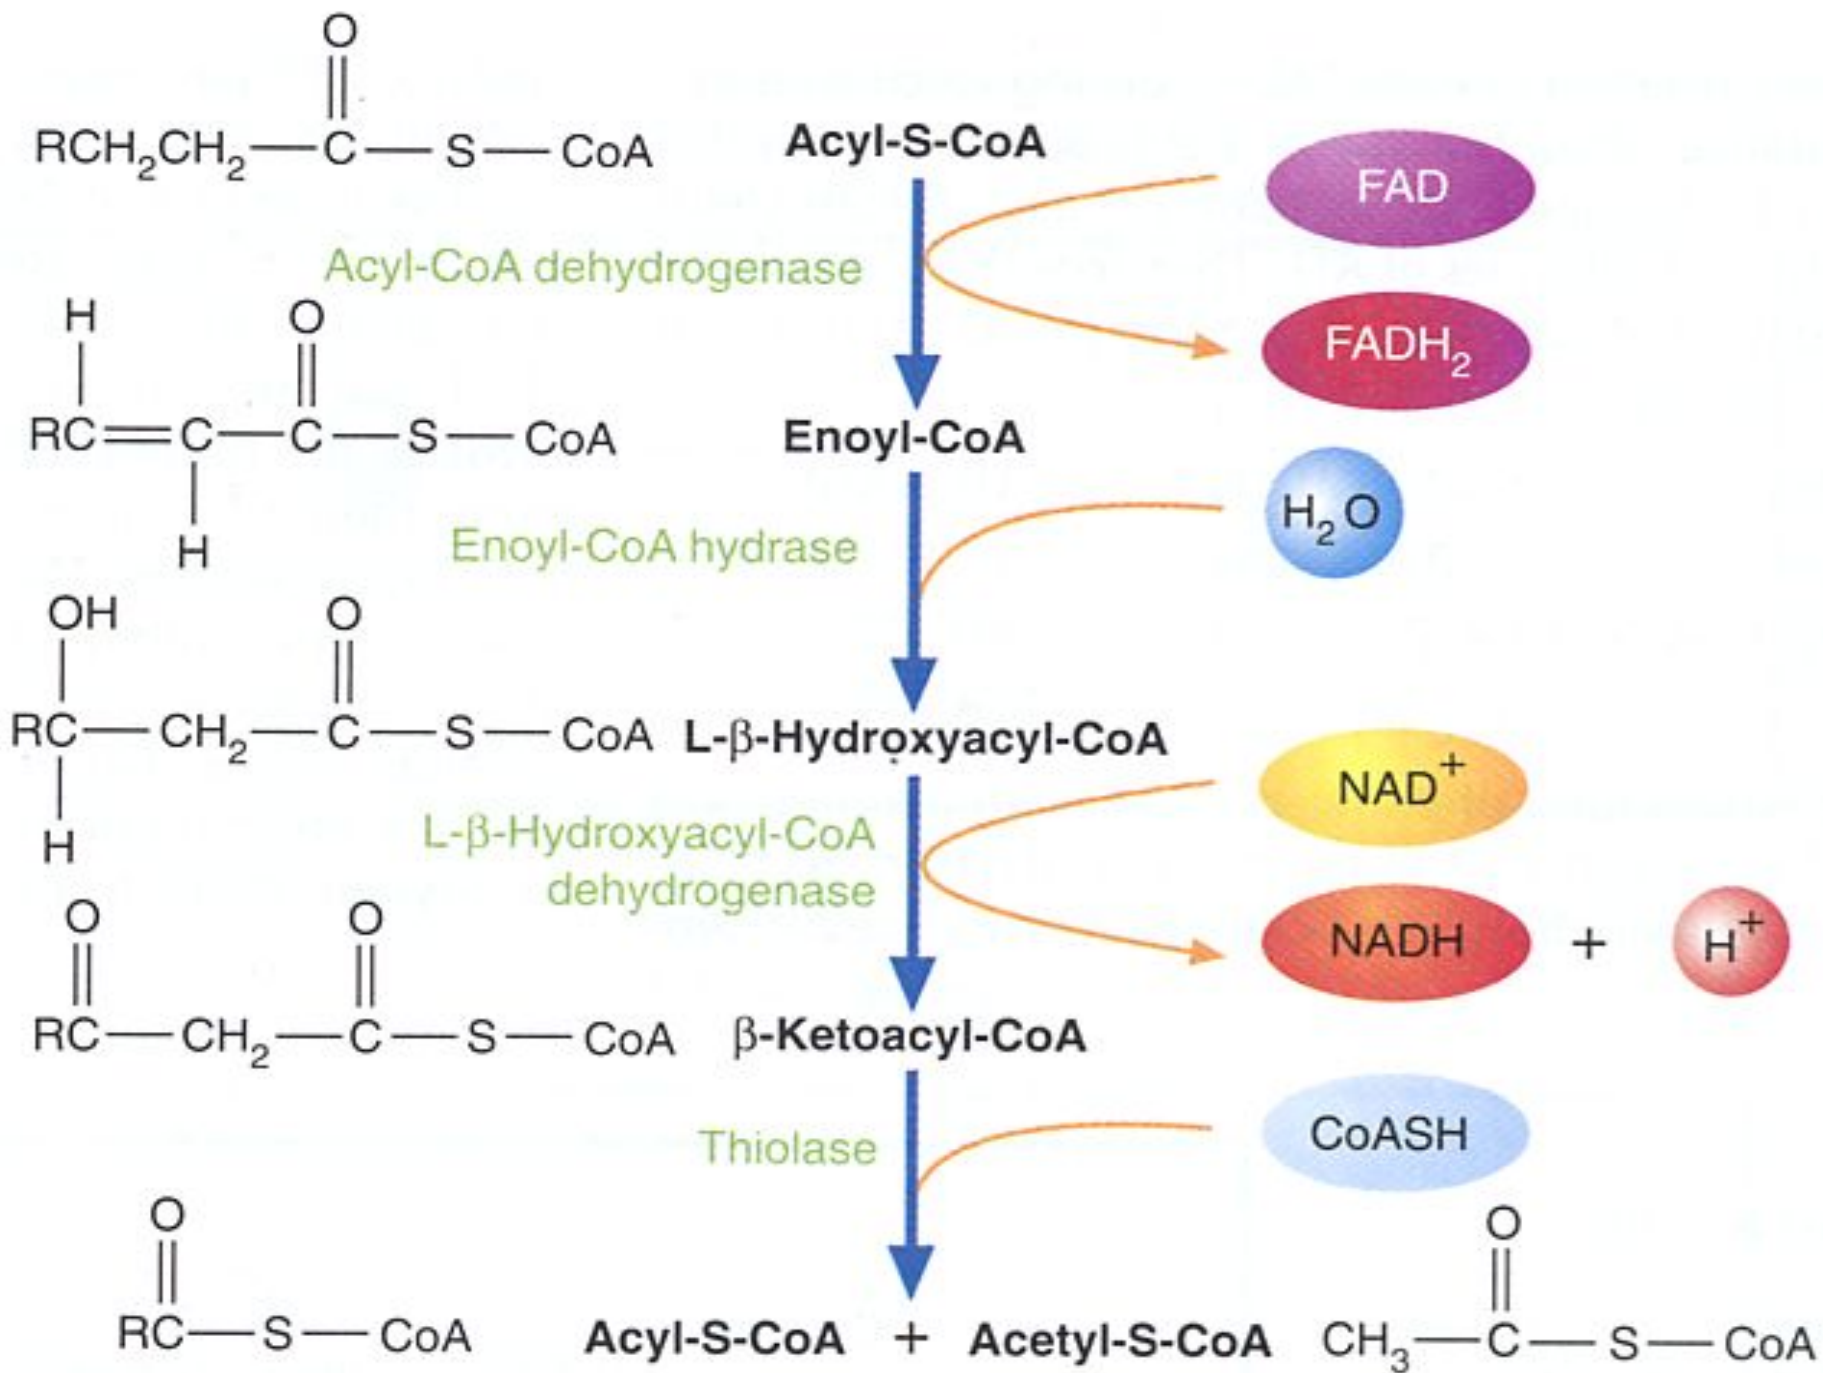 O
RCH₂CH₂—C—S—CoA
Acyl-S-CoA
FAD
Acyl-CoA dehydrogenase
FADH₂
H O
RC=C—C—S—CoA
H
Enoyl-CoA
H₂O
Enoyl-CoA hydrase
OH O
RC—CH₂—C—S—CoA
H
L-β-Hydroxyacyl-CoA
NAD⁺
L-β-Hydroxyacyl-CoA
dehydrogenase
NADH + H⁺
O O
RC—CH₂—C—S—CoA
β-Ketoacyl-CoA
CoASH
Thiolase
O
RC—S—CoA
Acyl-S-CoA + Acetyl-S-CoA
O
CH₃—C—S—CoA